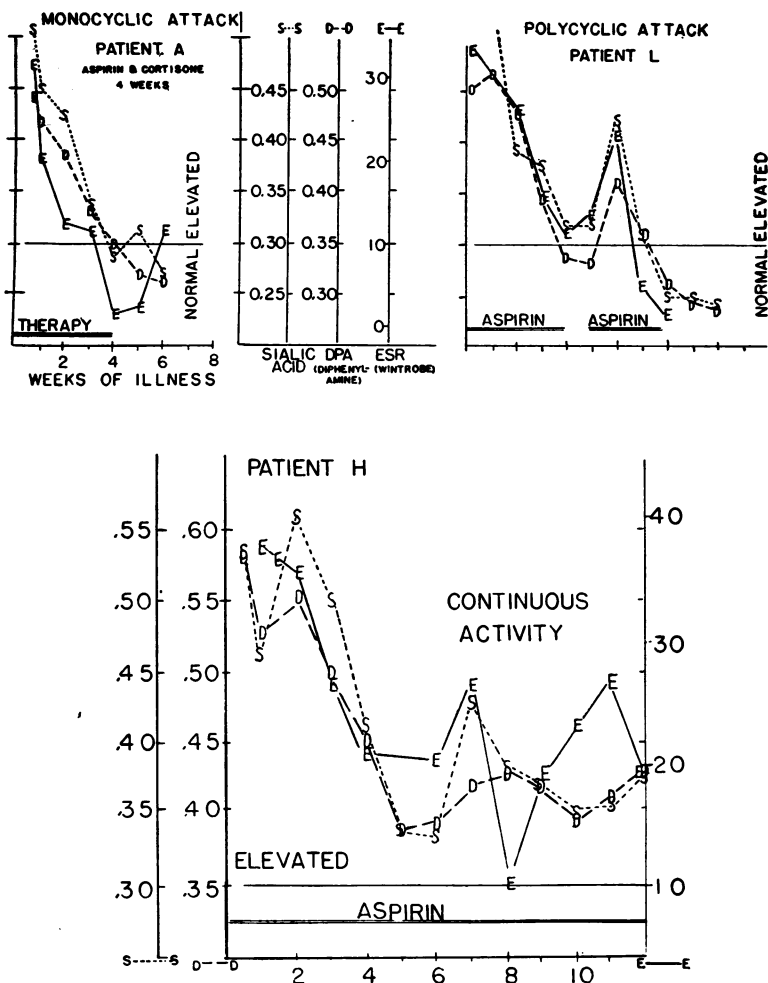 MONOCYCLIC ATTACK
PATIENT A
ASPIRIN & CORTISONE
4 WEEKS
NORMAL ELEVATED
THERAPY
2 4 6 8
WEEKS OF ILLNESS
S--S D--D E—E
0.45 0.50 30
0.40 0.45 20
0.35 0.40
0.30 0.35 10
0.25 0.30
0
SIALIC DPA ESR
ACID (DIPHENYL- (WINTROBE)
AMINE)
POLYCYCLIC ATTACK
PATIENT L
NORMAL ELEVATED
ASPIRIN ASPIRIN
PATIENT H
.55 .60 40
.50 .55
CONTINUOUS
ACTIVITY
30
.45 .50
.40 .45 20
.35 .40
ELEVATED
.30 .35 10
ASPIRIN
S-----S D--D 2 4 6 8 10 E—E